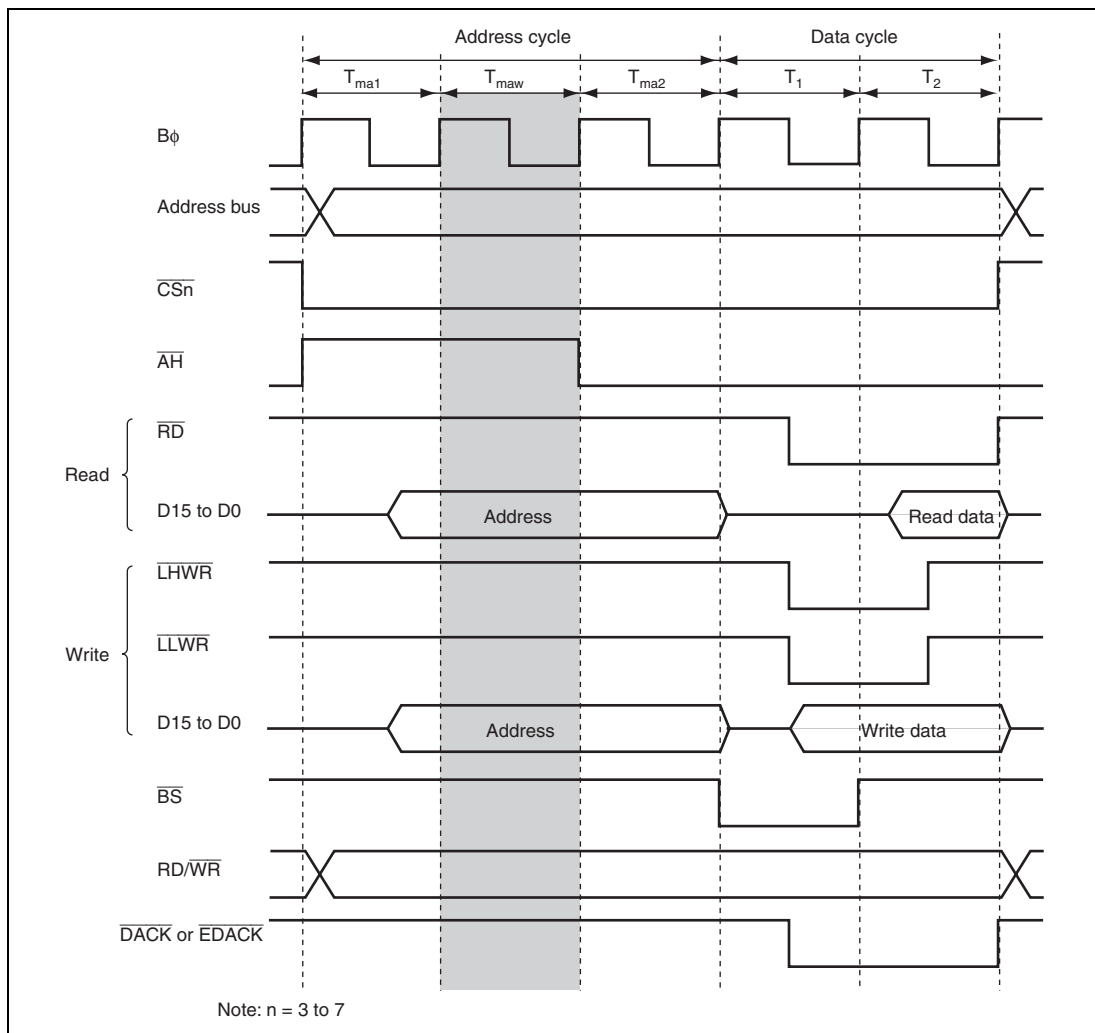 Address cycle Data cycle
Tma1 Tmaw Tma2 T1 T2
Bφ
Address bus
CSn
AH
RD
Read
D15 to D0 Address Read data
LHWR
LLWR
Write
D15 to D0 Address Write data
BS
RD/WR
DACK or EDACK
Note: n = 3 to 7